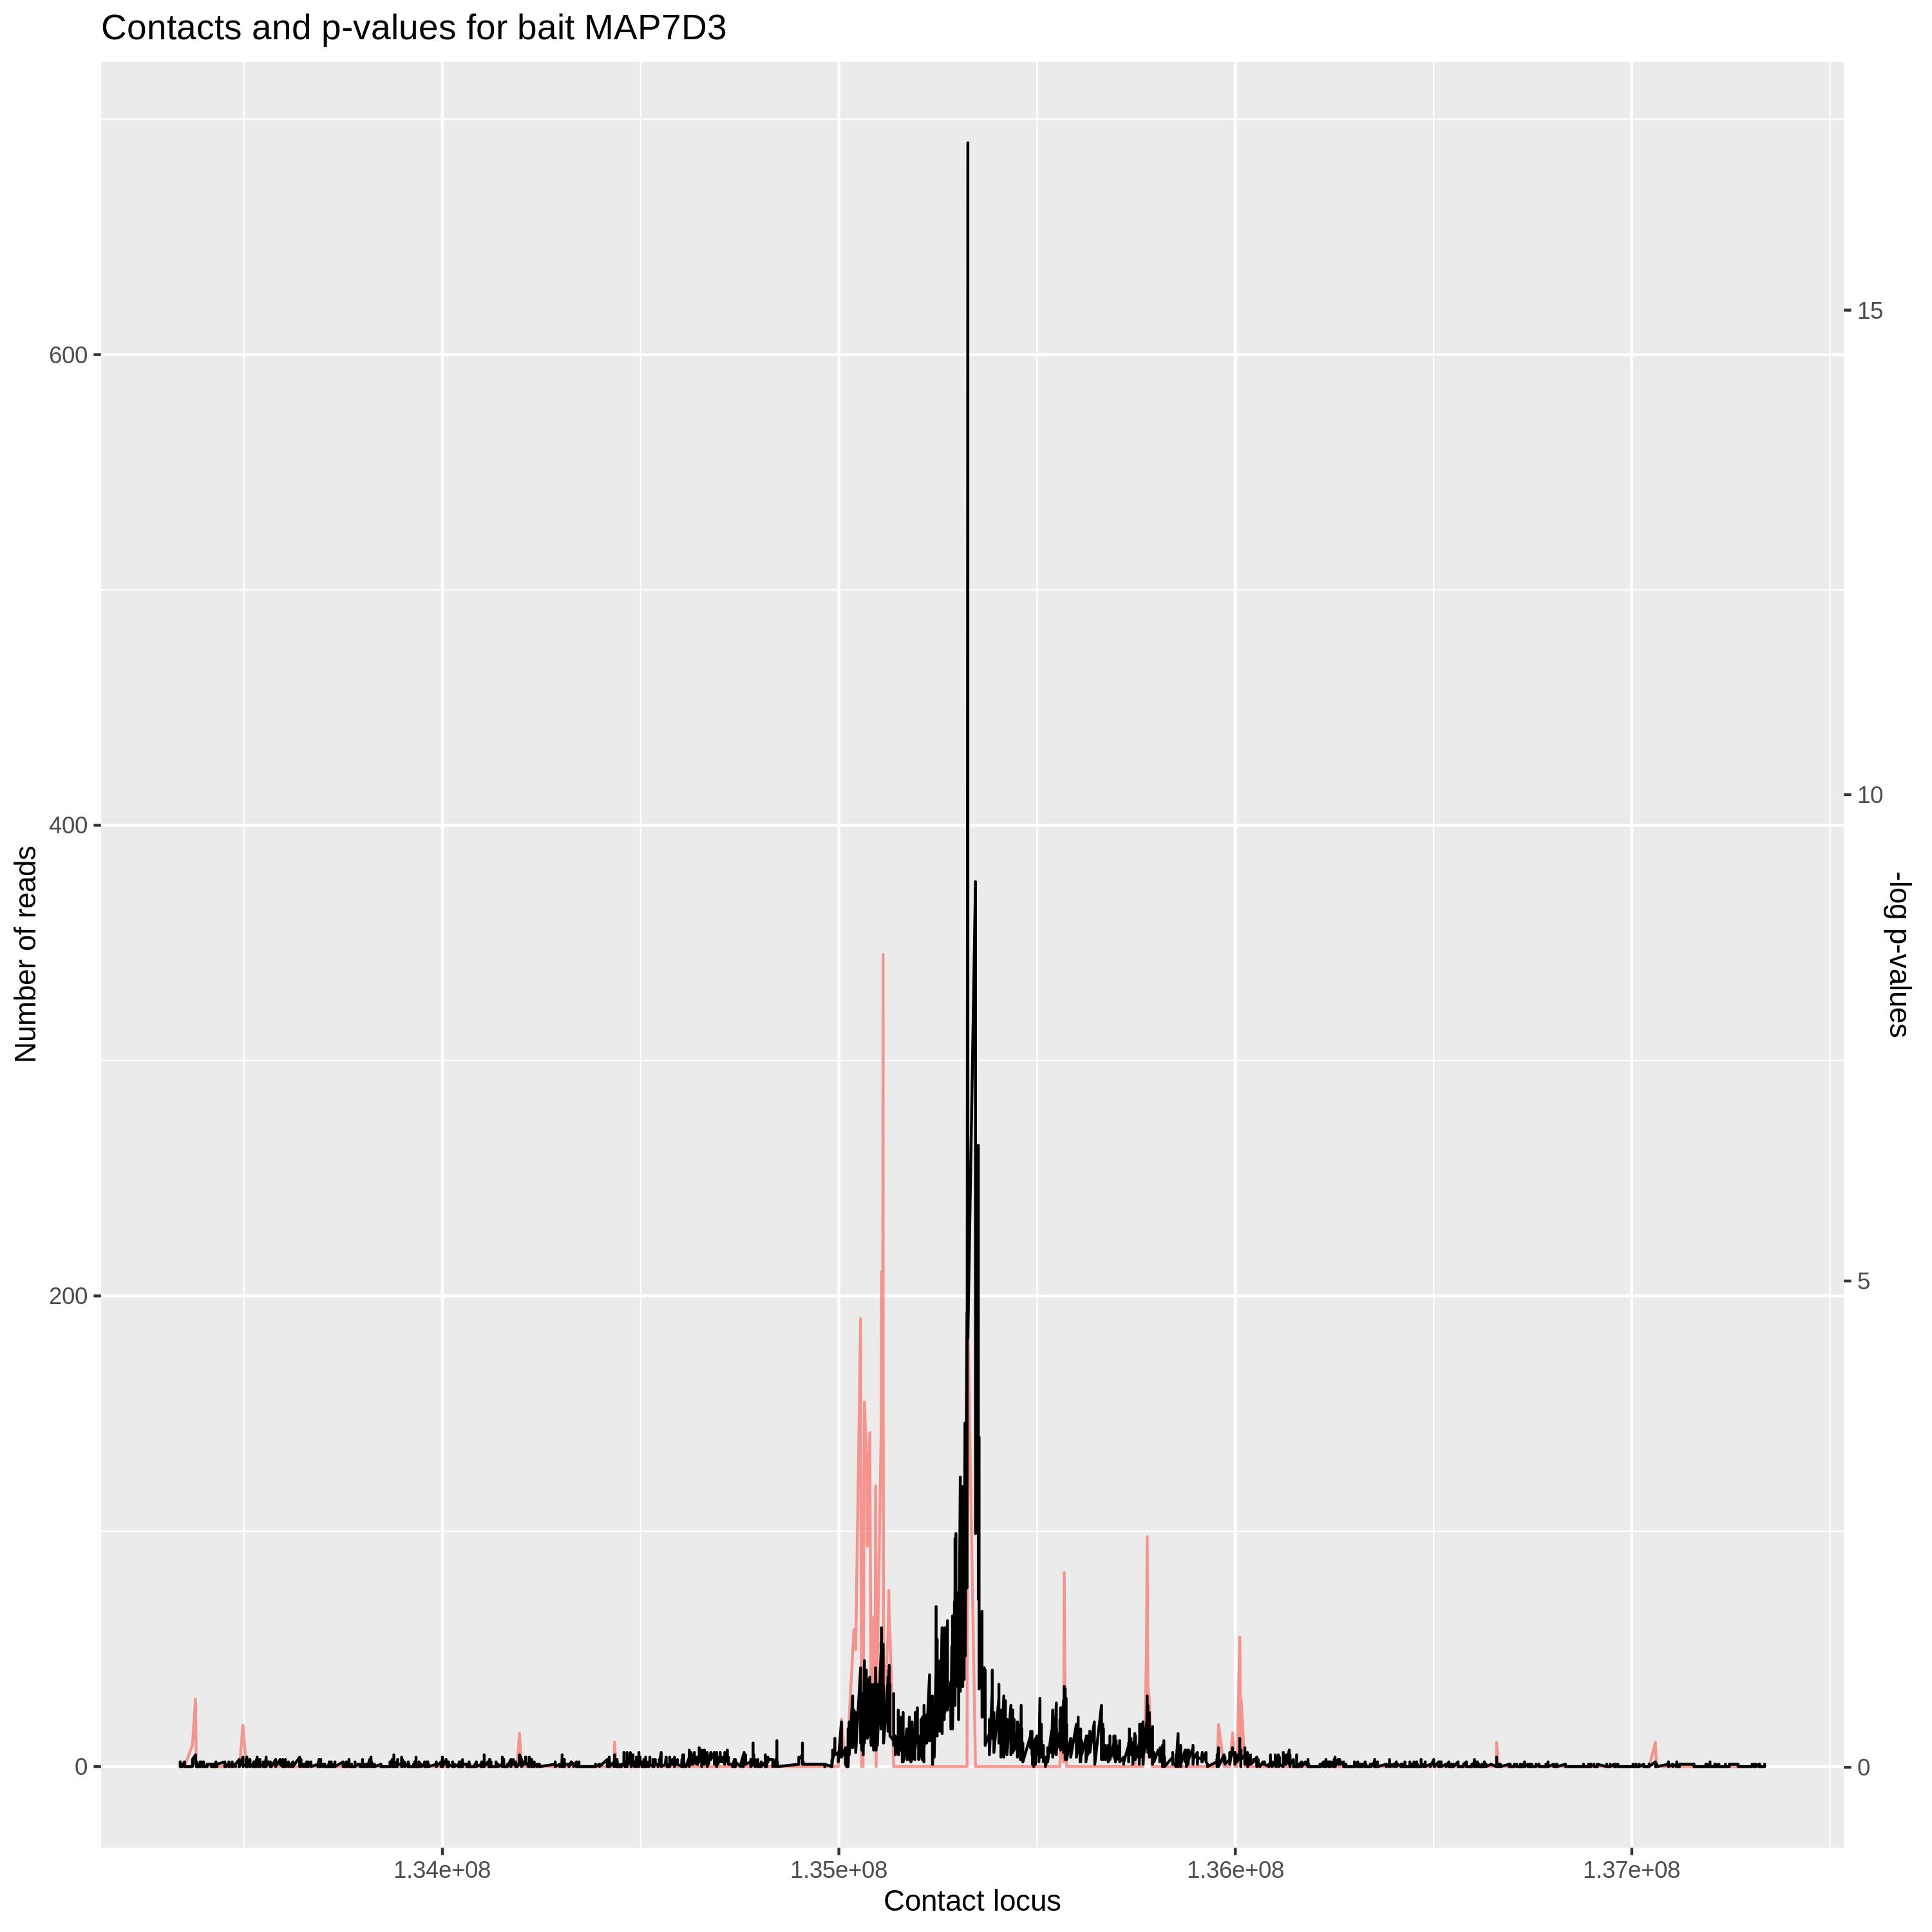 Contacts and p-values for bait MAP7D3
Number of reads
600
400
200
0
15
10
5
0
-log p-values
1.34e+08
1.35e+08
1.36e+08
1.37e+08
Contact locus